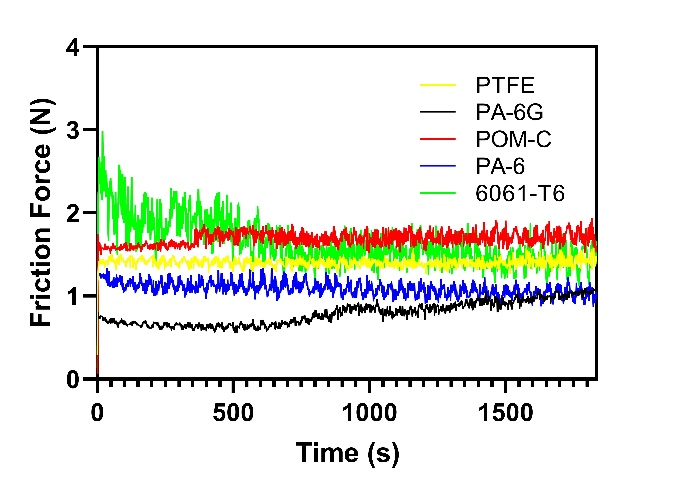 4
3
2
1
0
Friction Force (N)
PTFE
PA-6G
POM-C
PA-6
6061-T6
0 500 1000 1500
Time (s)